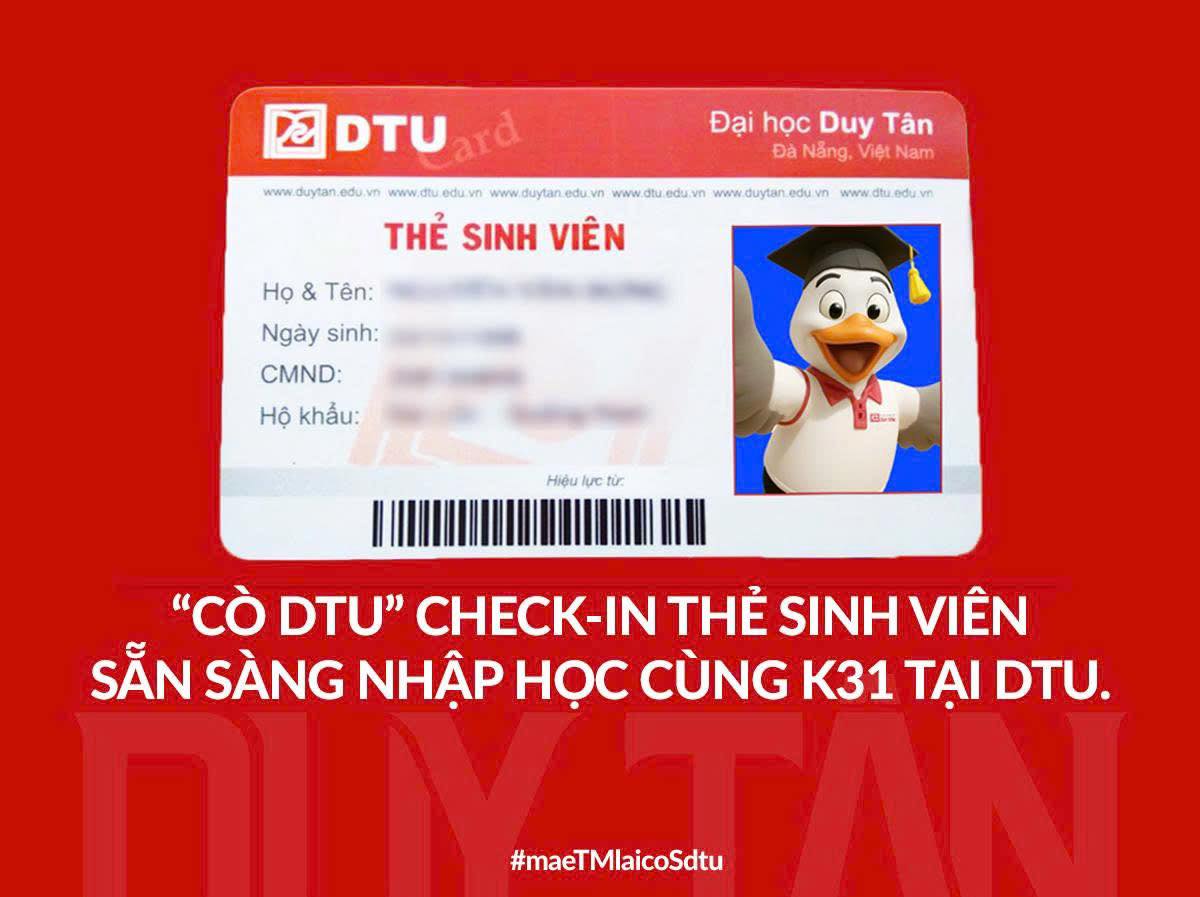 DTU
Card
Đại học Duy Tân
Đà Nẵng, Việt Nam
www.duytan.edu.vn www.dtu.edu.vn www.duytan.edu.vn www.dtu.edu.vn www.duytan.edu.vn www.dtu.edu.vn
THẺ SINH VIÊN
Họ & Tên:
Ngày sinh:
CMND:
Hộ khẩu:
Hiệu lực từ:
“CÒ DTU” CHECK-IN THẺ SINH VIÊN
SẴN SÀNG NHẬP HỌC CÙNG K31 TẠI DTU.
DUY TÂN
#maeTMlaicoSdtu